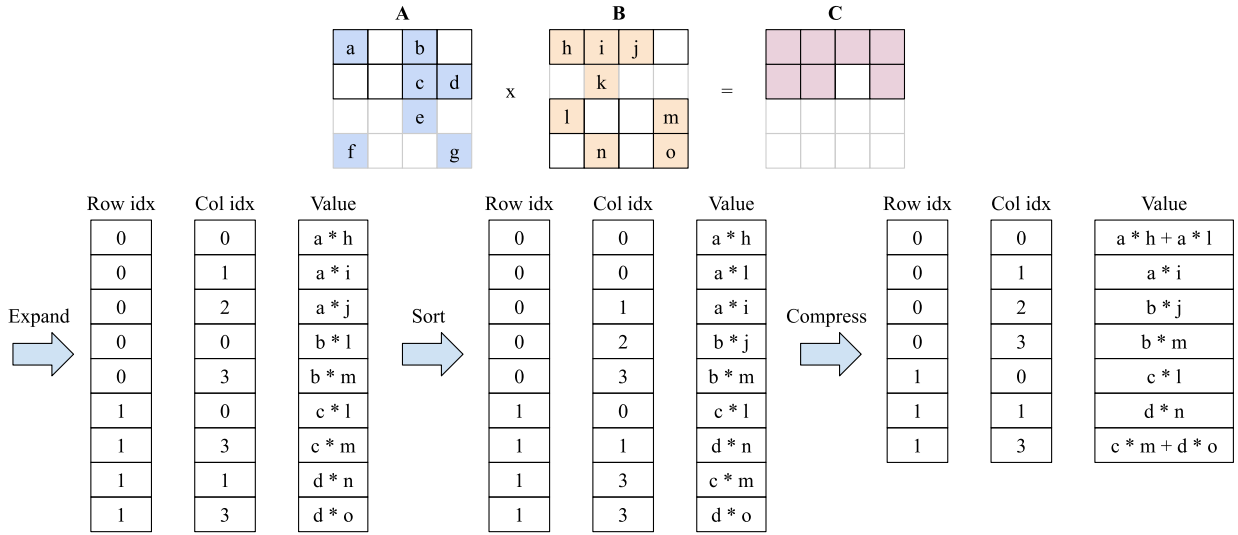 A B C
a b h i j
c d k
x =
e l m
f g n o
Row idx Col idx Value Row idx Col idx Value Row idx Col idx Value
0 0 a * h 0 0 a * h 0 0 a * h + a * l
0 1 a * i 0 0 a * l 0 1 a * i
0 2 a * j 0 1 a * i 0 2 b * j
Expand Sort Compress
0 0 b * l 0 2 b * j 0 3 b * m
0 3 b * m 0 3 b * m 1 0 c * l
1 0 c * l 1 0 c * l 1 1 d * n
1 3 c * m 1 1 d * n 1 3 c * m + d * o
1 1 d * n 1 3 c * m
1 3 d * o 1 3 d * o